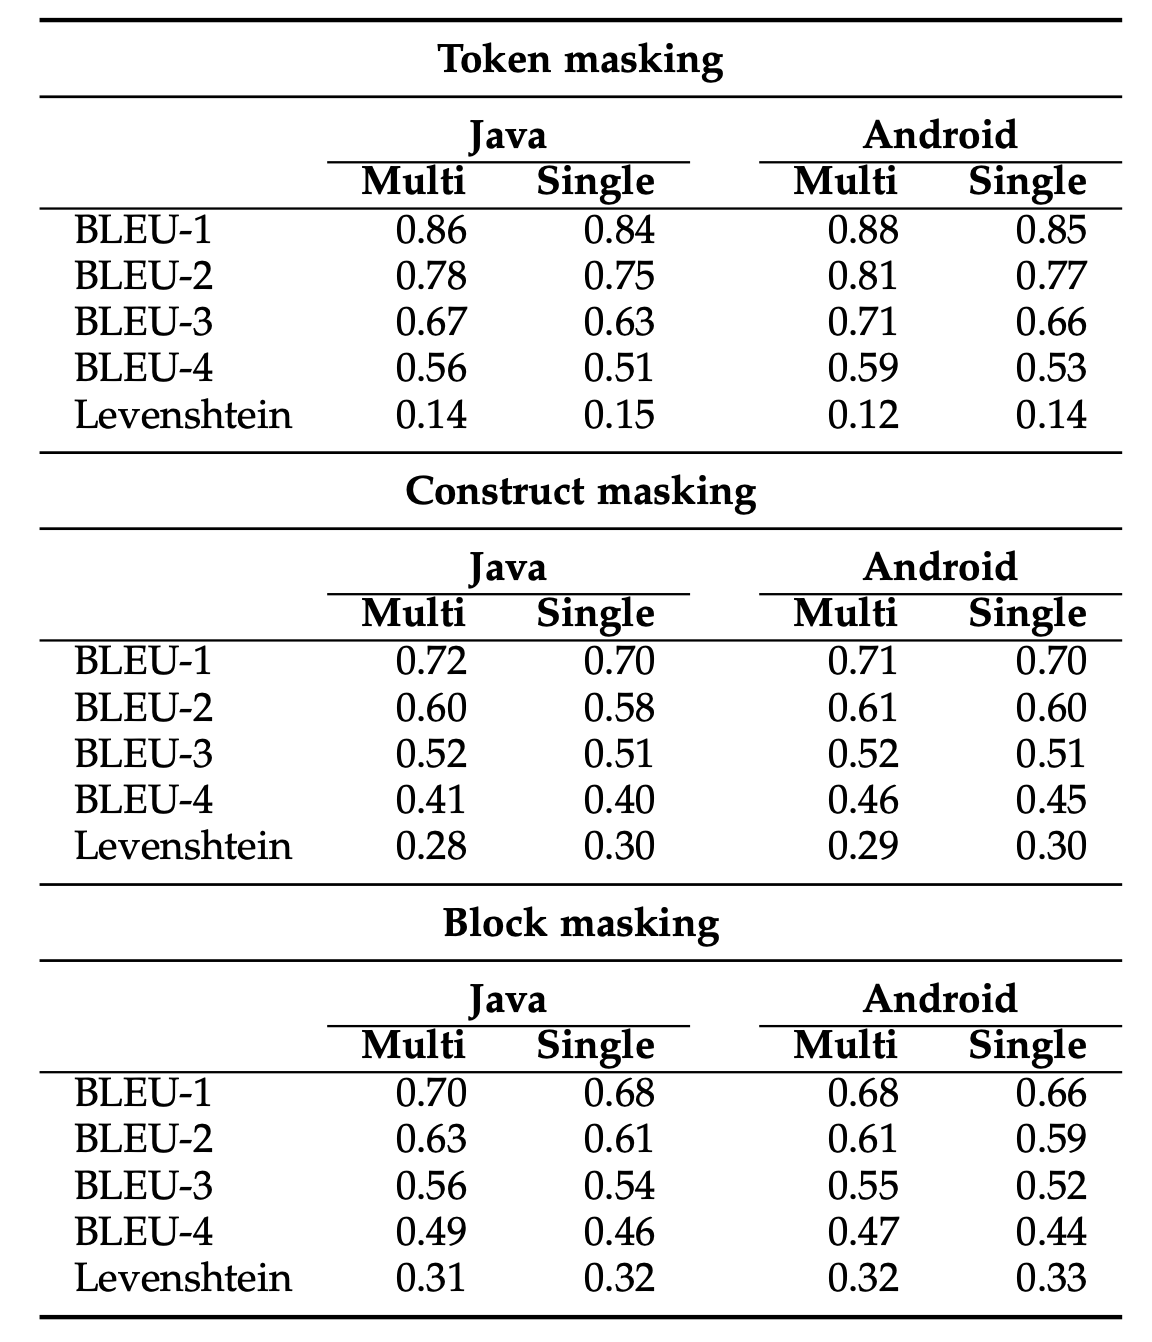 Token masking
Java Android
Multi Single Multi Single
BLEU-1 0.86 0.84 0.88 0.85
BLEU-2 0.78 0.75 0.81 0.77
BLEU-3 0.67 0.63 0.71 0.66
BLEU-4 0.56 0.51 0.59 0.53
Levenshtein 0.14 0.15 0.12 0.14
Construct masking
Java Android
Multi Single Multi Single
BLEU-1 0.72 0.70 0.71 0.70
BLEU-2 0.60 0.58 0.61 0.60
BLEU-3 0.52 0.51 0.52 0.51
BLEU-4 0.41 0.40 0.46 0.45
Levenshtein 0.28 0.30 0.29 0.30
Block masking
Java Android
Multi Single Multi Single
BLEU-1 0.70 0.68 0.68 0.66
BLEU-2 0.63 0.61 0.61 0.59
BLEU-3 0.56 0.54 0.55 0.52
BLEU-4 0.49 0.46 0.47 0.44
Levenshtein 0.31 0.32 0.32 0.33